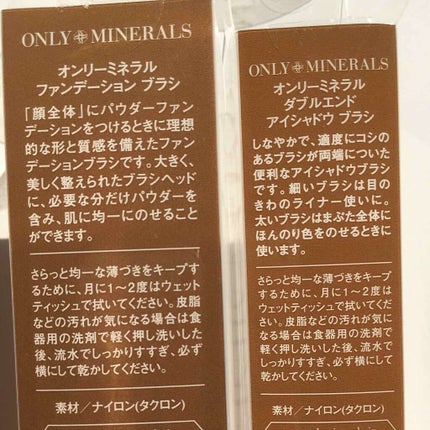 ONLY MINERALS
オンリーミネラル
ファンデーション ブラシ
「顔全体」にパウダーファン
デーションをつけるときに理想
的な形と質感を備えたファン
デーションブラシです。大きく、
美しく整えられたブラシヘッド
に、必要な分だけパウダーを
含み、肌に均一にのせること
ができます。
さらっと均一な薄づきをキープ
するために、月に1〜2度はウェット
ティッシュで拭いてください。皮脂
などの汚れが気になる場合は食
器用の洗剤で軽く押し洗いした
後、流水でしっかりすすぎ、必ず
横にして乾かしてください。
素材/ナイロン(タクロン)
ONLY MINERALS
オンリーミネラル
ダブルエンド
アイシャドウ ブラシ
しなやかで、適度にコシの
あるブラシが両端についた
便利なアイシャドウブラシ
です。細いブラシは目の
きわのライナー使いに。
太いブラシはまぶた全体に
ほんのり色をのせるときに
使います。
さらっと均一な薄づきをキープす
るために、月に1〜2度はウェット
ティッシュで拭いてください。皮脂
などの汚れが気になる場合は
食器用の洗剤で軽く押し洗いし
た後、流水でしっかりすすぎ、必
ず横にして乾かしてください。
素材/ナイロン(タクロン)